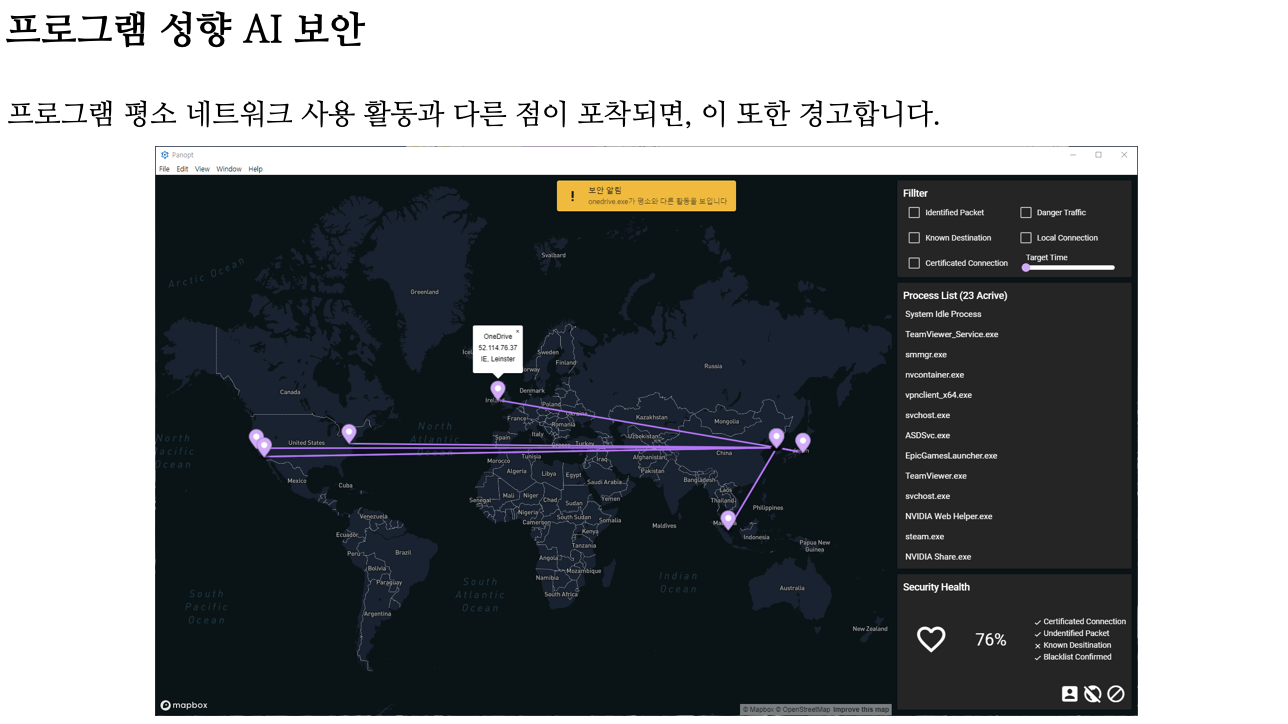 프로그램 성향 AI 보안
프로그램 평소 네트워크 사용 활동과 다른 점이 포착되면, 이 또한 경고합니다.
Panopt
File Edit View Window Help
보안 알림
onedrive.exe가 평소와 다른 활동을 보입니다
Arctic Ocean
Svalbard
Greenland
OneDrive
52.114.76.37
IE, Leinster
Sweden
Finland
Russia
Canada
Denmark
Poland
Kazakhstan
Mongolia
France
Romania
North Pacific Ocean
North Atlantic Ocean
United States
Spain
Italy
Turkey
Uzbekistan
China
Morocco
Tunisia
Iraq
Afghanistan
Pakistan
Mexico
Cuba
Algeria
Libya
Egypt
Saudi Arabia
Bangladesh
Laos
Thailand
Senegal
Mali
Niger
Chad
Sudan
Yemen
Philippines
Venezuela
Nigeria
South Sudan
Somalia
Maldives
Cameroon
Ecuador
Kenya
Indonesia
Papua New Guinea
Peru
Brazil
Tanzania
Angola
Bolivia
Mozambique
Namibia
Paraguay
South Pacific Ocean
South Atlantic Ocean
Indian Ocean
South Africa
Australia
Argentina
New Zealand
mapbox
© Mapbox © OpenStreetMap Improve this map
Fillter
Identified Packet
Danger Traffic
Known Destination
Local Connection
Certificated Connection
Target Time
Process List (23 Acrive)
System Idle Process
TeamViewer_Service.exe
smmgr.exe
nvcontainer.exe
vpnclient_x64.exe
svchost.exe
ASDSvc.exe
EpicGamesLauncher.exe
TeamViewer.exe
svchost.exe
NVIDIA Web Helper.exe
steam.exe
NVIDIA Share.exe
Security Health
76%
Certificated Connection
Undentified Packet
Known Desitination
Blacklist Confirmed